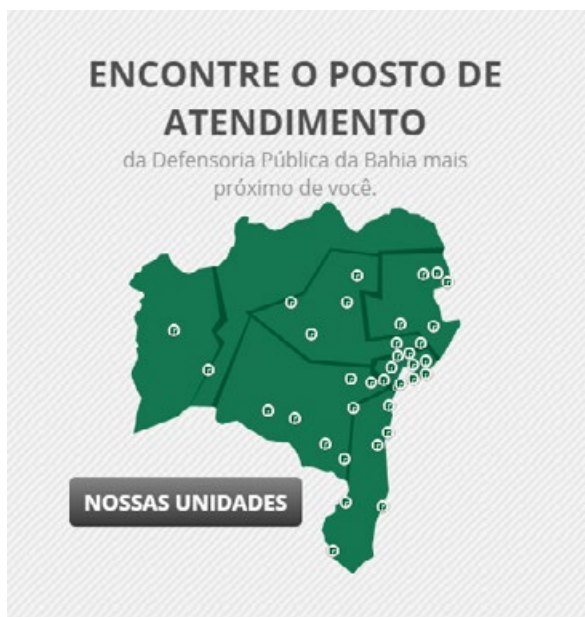 ENCONTRE O POSTO DE
ATENDIMENTO
da Defensoria Pública da Bahia mais
próximo de você.
NOSSAS UNIDADES